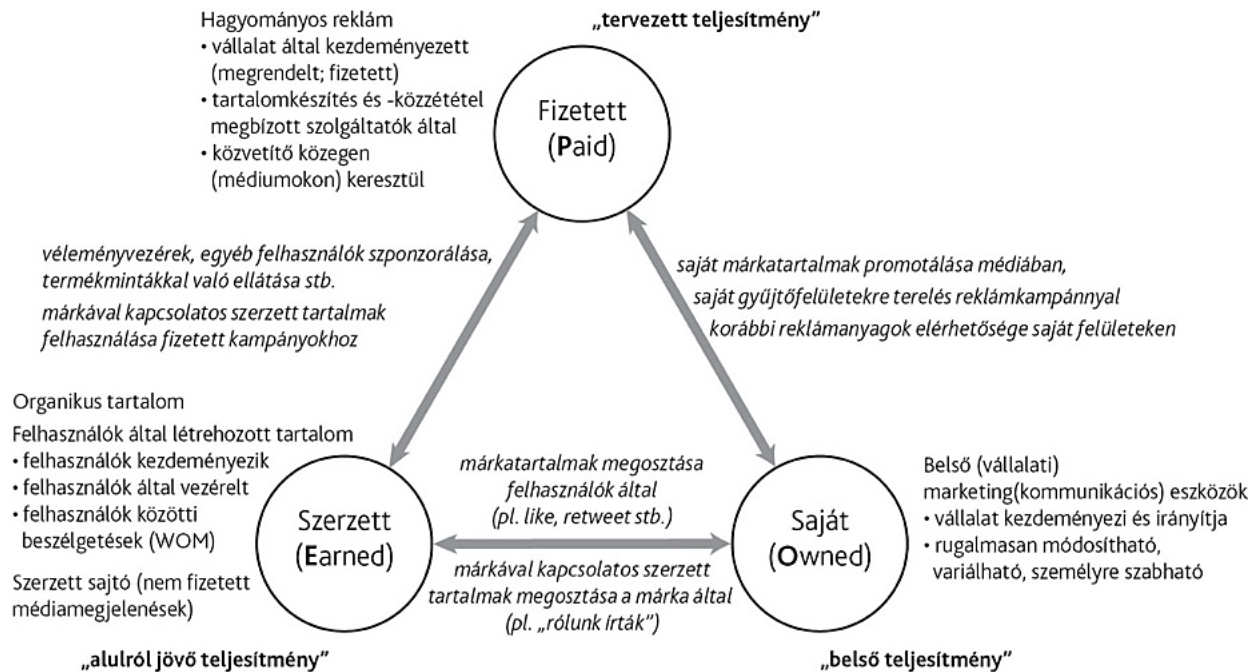 Hagyományos reklám
• vállalat által kezdeményezett
(megrendelt; fizetett)
• tartalomkészítés és -közzététel
megbízott szolgáltatók által
• közvetítő közegen
(médiumokon) keresztül
„tervezett teljesítmény”
Fizetett
(Paid)
véleményvezérek, egyéb felhasználók szponzorálása,
termékmintákkal való ellátása stb.
márkával kapcsolatos szerzett tartalmak
felhasználása fizetett kampányokhoz
saját márkatartalmak promotálása médiában,
saját gyűjtőfelületekre terelés reklámkampánnyal
korábbi reklámanyagok elérhetősége saját felületeken
Organikus tartalom
Felhasználók által létrehozott tartalom
• felhasználók kezdeményezik
• felhasználók által vezérelt
• felhasználók közötti
beszélgetések (WOM)
Szerzett sajtó (nem fizetett
médiamegjelenések)
Szerzett
(Earned)
márkatartalmak megosztása
felhasználók által
(pl. like, retweet stb.)
márkával kapcsolatos szerzett
tartalmak megosztása a márka által
(pl. „rólunk írták”)
Saját
(Owned)
Belső (vállalati)
marketing(kommunikációs) eszközök
• vállalat kezdeményezi és irányítja
• rugalmasan módosítható,
variálható, személyre szabható
„alulról jövő teljesítmény”
„belső teljesítmény”